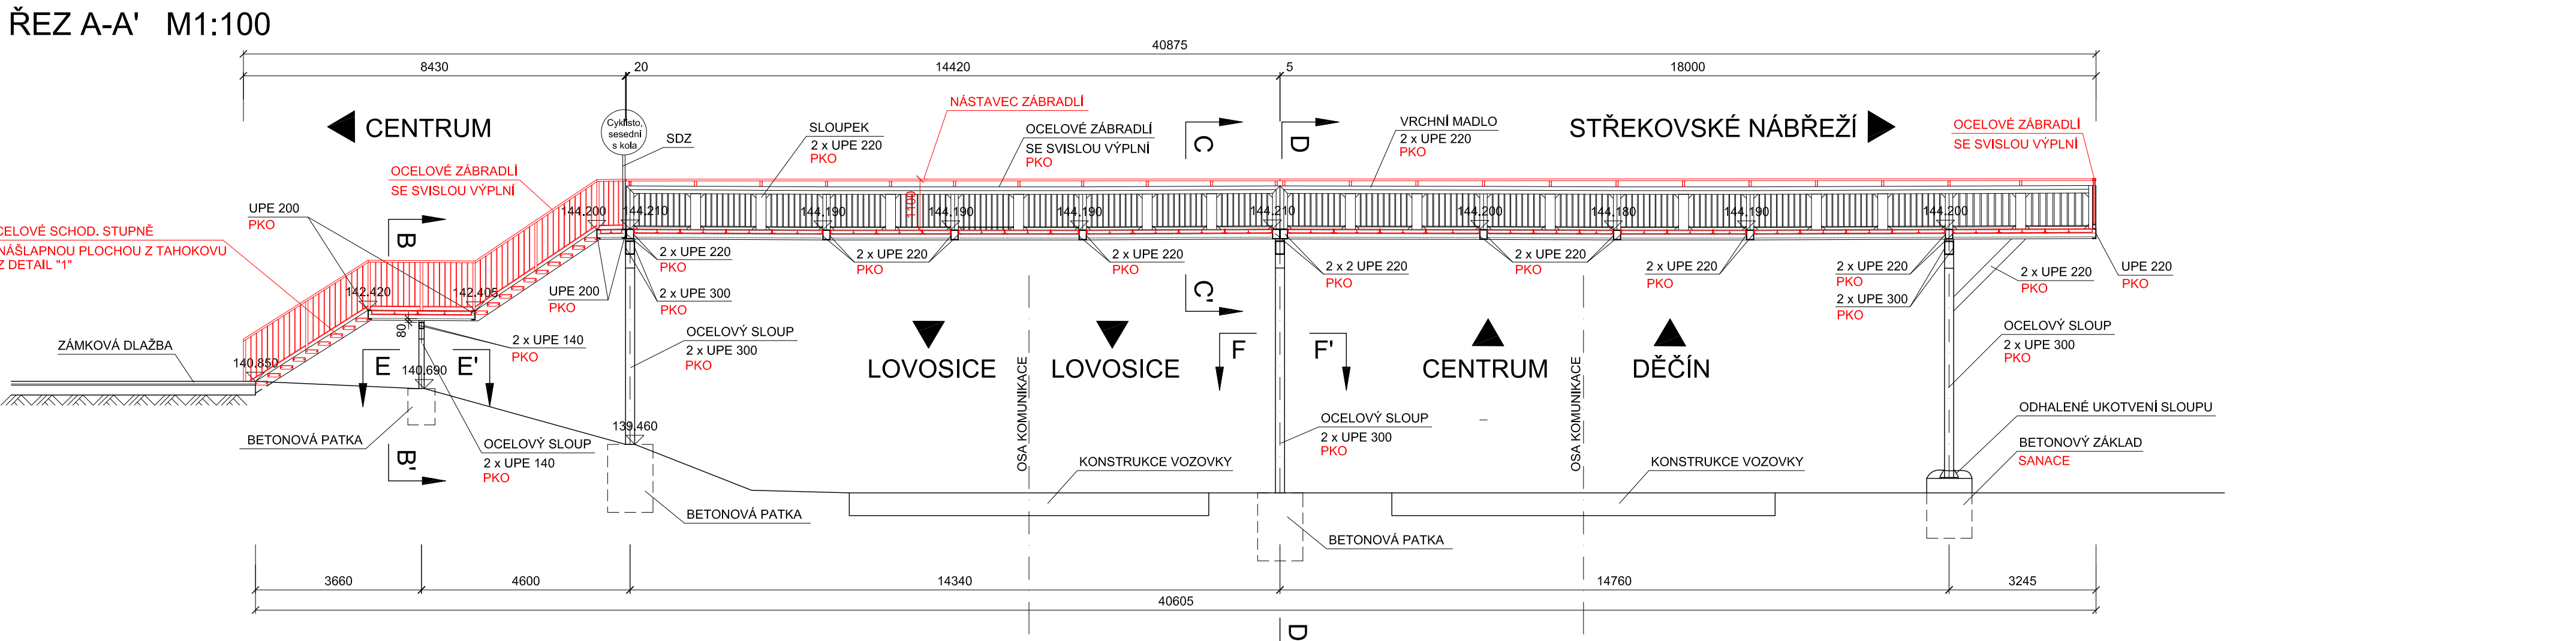 ŘEZ A-A' M1:100
40875
8430
20
14420
5
18000
CENTRUM
Cyklisto,
sesední
s kola
SDZ
SLOUPEK
2 x UPE 220
PKO
NÁSTAVEC ZÁBRADLÍ
OCELOVÉ ZÁBRADLÍ
SE SVISLOU VÝPLNÍ
PKO
C
D
VRCHNÍ MADLO
2 x UPE 220
PKO
STŘEKOVSKÉ NÁBŘEŽÍ
OCELOVÉ ZÁBRADLÍ
SE SVISLOU VÝPLNÍ
OCELOVÉ ZÁBRADLÍ
SE SVISLOU VÝPLNÍ
UPE 200
PKO
B
CELOVÉ SCHOD. STUPNĚ
NÁŠLAPNOU PLOCHOU Z TAHOKOVU
Z DETAIL "1"
144.200
144.210
144.190
1100
144.190
144.190
144.210
144.200
144.180
144.190
144.200
2 x UPE 220
PKO
2 x UPE 220
PKO
2 x UPE 220
PKO
2 x 2 UPE 220
PKO
2 x UPE 220
PKO
2 x UPE 220
PKO
2 x UPE 220
PKO
2 x UPE 300
PKO
2 x UPE 220
PKO
UPE 220
PKO
142.420
142.405
UPE 200
PKO
2 x UPE 300
PKO
C'
80
2 x UPE 140
PKO
OCELOVÝ SLOUP
2 x UPE 300
PKO
ZÁMKOVÁ DLAŽBA
140.850
E
140.690
E'
LOVOSICE
LOVOSICE
F
F'
CENTRUM
DĚČÍN
OCELOVÝ SLOUP
2 x UPE 300
PKO
OSA KOMUNIKACE
OSA KOMUNIKACE
BETONOVÁ PATKA
B'
OCELOVÝ SLOUP
2 x UPE 140
PKO
139.460
OCELOVÝ SLOUP
2 x UPE 300
PKO
ODHALENÉ UKOTVENÍ SLOUPU
BETONOVÝ ZÁKLAD
SANACE
KONSTRUKCE VOZOVKY
KONSTRUKCE VOZOVKY
BETONOVÁ PATKA
BETONOVÁ PATKA
3660
4600
14340
14760
3245
40605
D